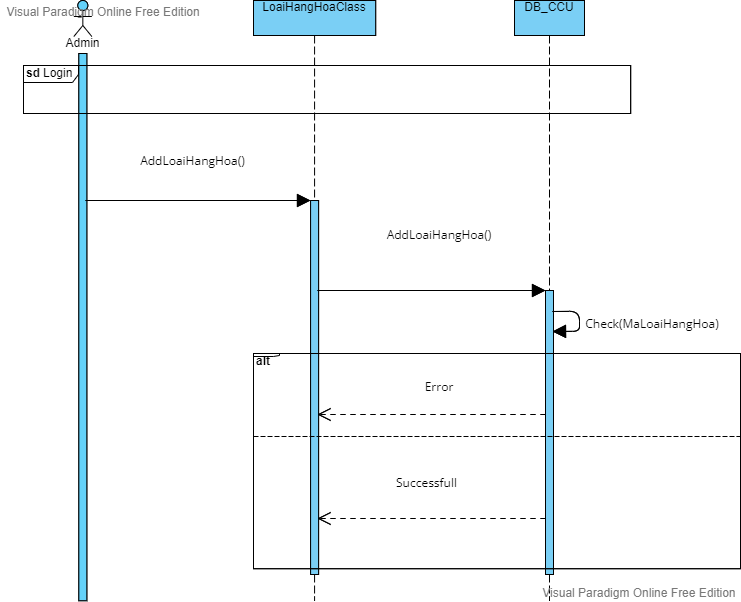 Visual Paradigm Online Free Edition
Admin
LoaiHangHoaClass
DB_CCU
sd Login
AddLoaiHangHoa()
AddLoaiHangHoa()
Check(MaLoaiHangHoa)
alt
Error
Successfull
Visual Paradigm Online Free Edition